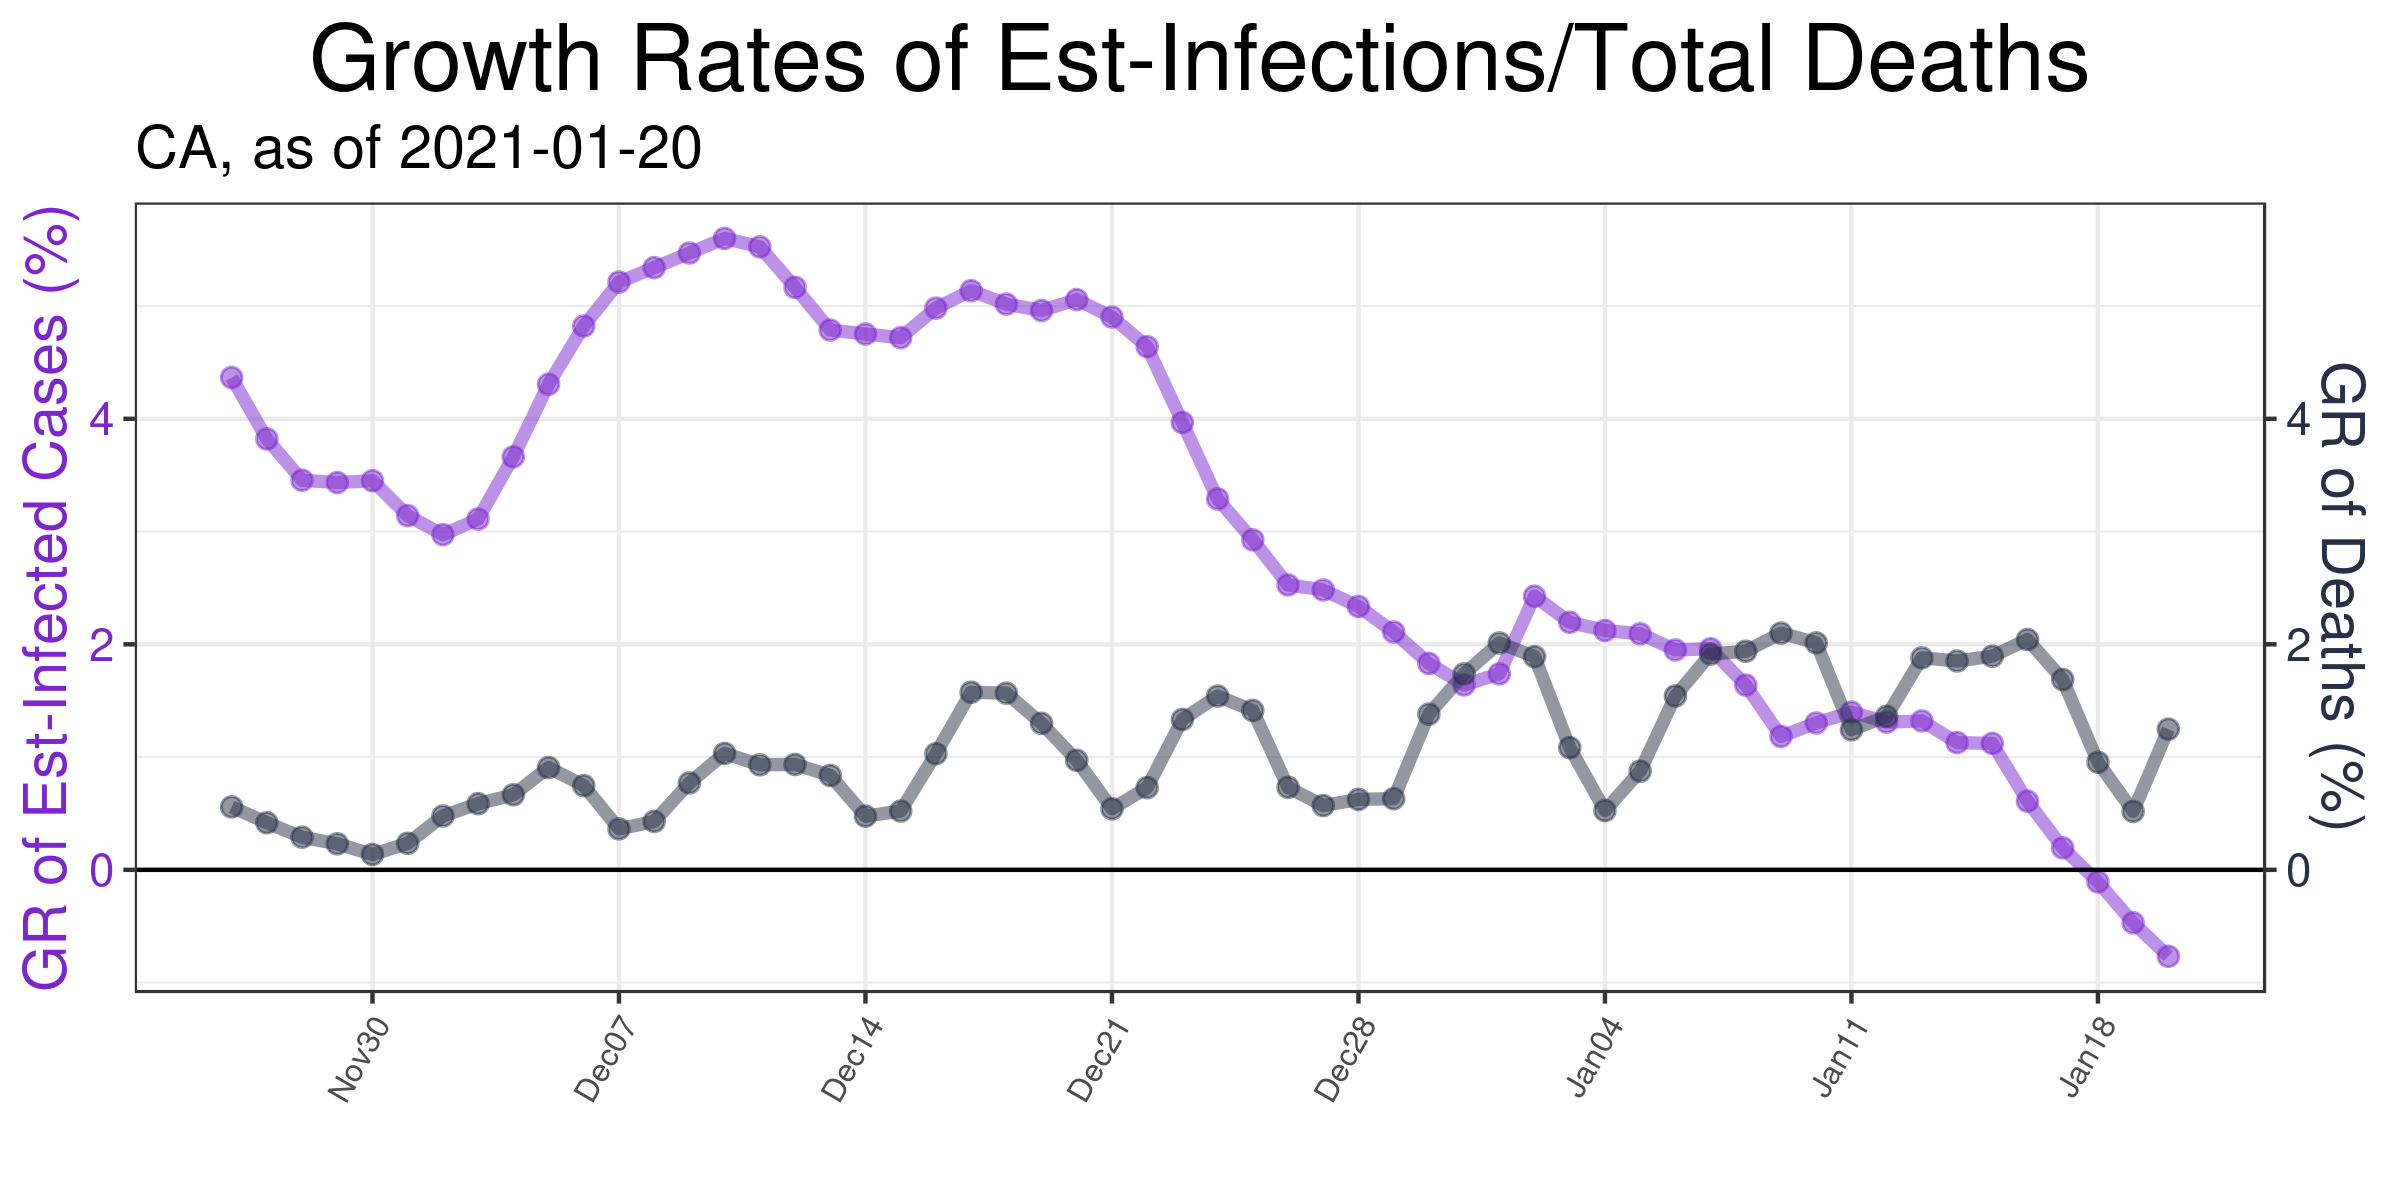 Growth Rates of Est-Infections/Total Deaths
CA, as of 2021-01-20
GR of Est-Infected Cases (%)
4
2
0
4
2
0
GR of Deaths (%)
Nov30
Dec07
Dec14
Dec21
Dec28
Jan04
Jan11
Jan18